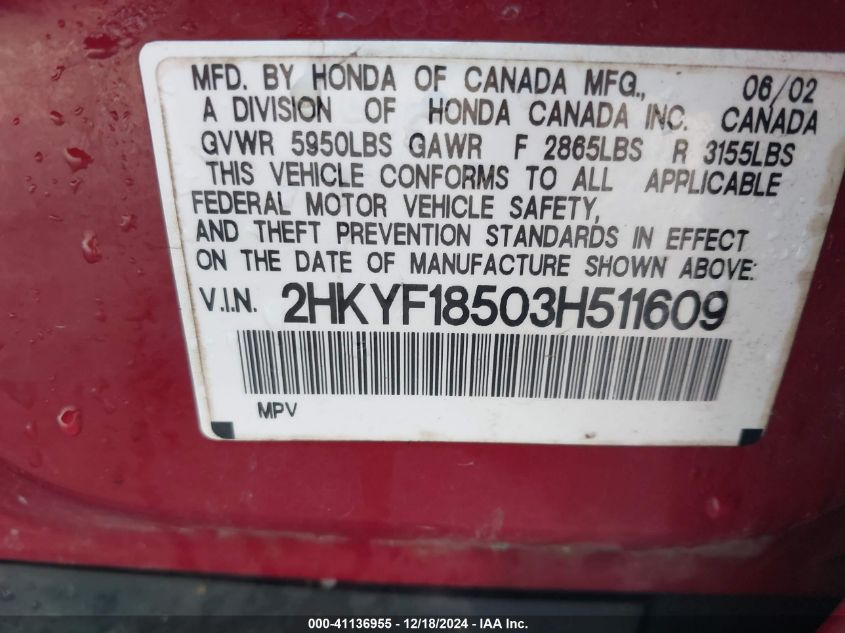 MFD. BY HONDA OF CANADA MFG., 06/02
A DIVISION OF HONDA CANADA INC. CANADA
GVWR 5950LBS GAWR F 2865LBS R 3155LBS
THIS VEHICLE CONFORMS TO ALL APPLICABLE
FEDERAL MOTOR VEHICLE SAFETY,
AND THEFT PREVENTION STANDARDS IN EFFECT
ON THE DATE OF MANUFACTURE SHOWN ABOVE:
V.I.N. 2HKYF18503H511609
MPV
000-41136955 - 12/18/2024 - IAA Inc.